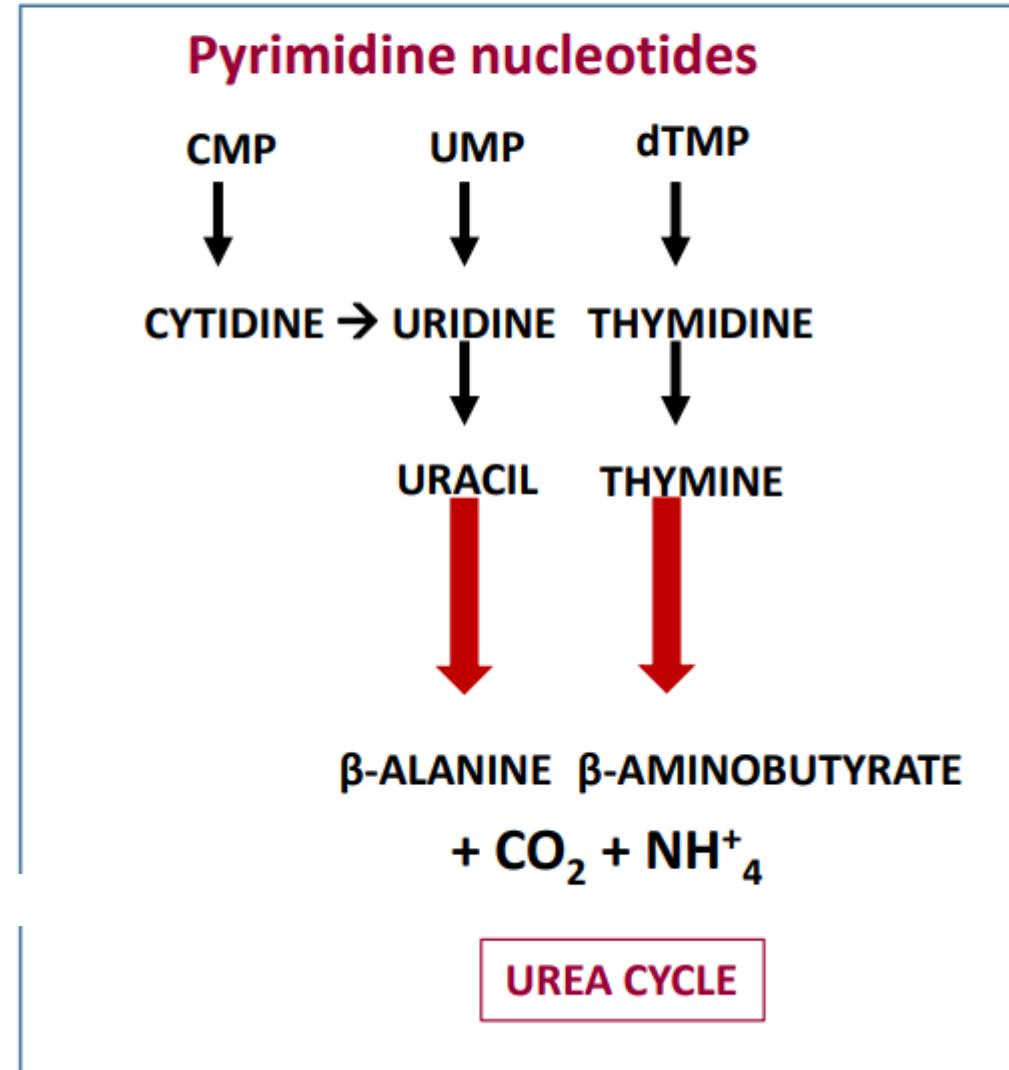 Pyrimidine nucleotides
CMP UMP dTMP
CYTIDINE → URIDINE THYMIDINE
URACIL THYMINE
β-ALANINE β-AMINOBUTYRATE
+ CO₂ + NH⁺₄
UREA CYCLE